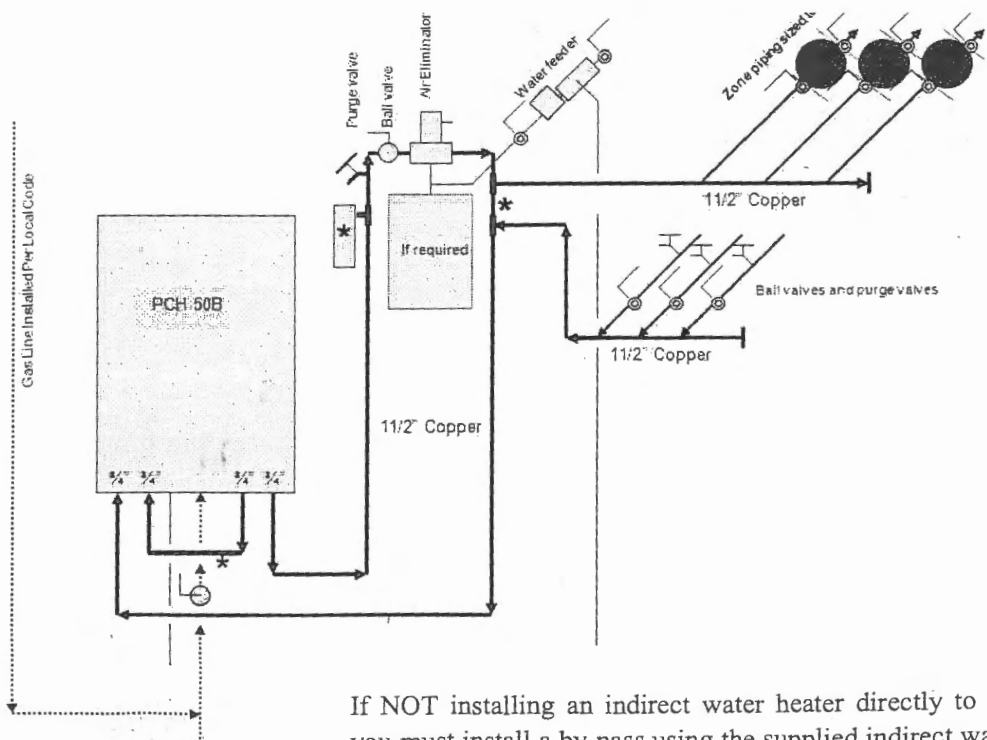 Gas Line Installed Per Local Code
Purge valve
Ball valve
Air Eliminator
Water feeder
Zone piping sized to
11/2" Copper
*
*
If required
PCH 50B
Ball valves and purge valves
11/2" Copper
11/2" Copper
3/4" 3/4" 3/4" 3/4"
*
If NOT installing an indirect water heater directly to
you must install a by-pass using the supplied indirect wa